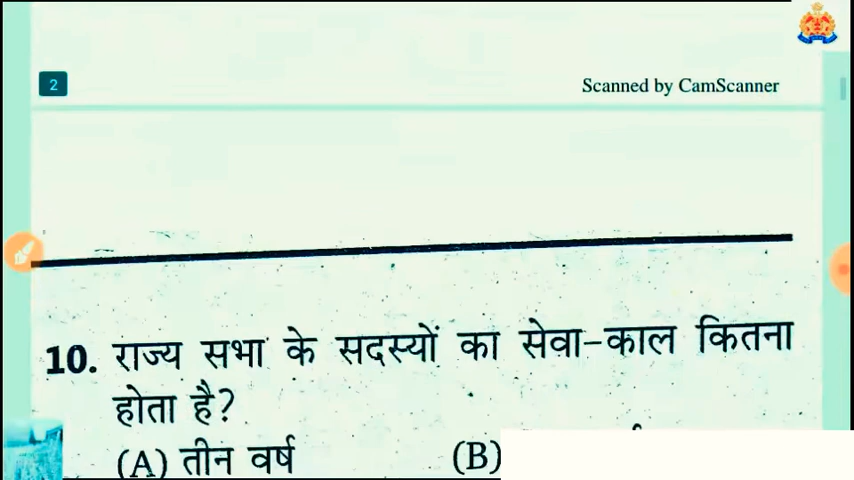 2
Scanned by CamScanner
10. राज्य सभा के सदस्यों का सेवा-काल कितना
होता है?
(A) तीन वर्ष (B)